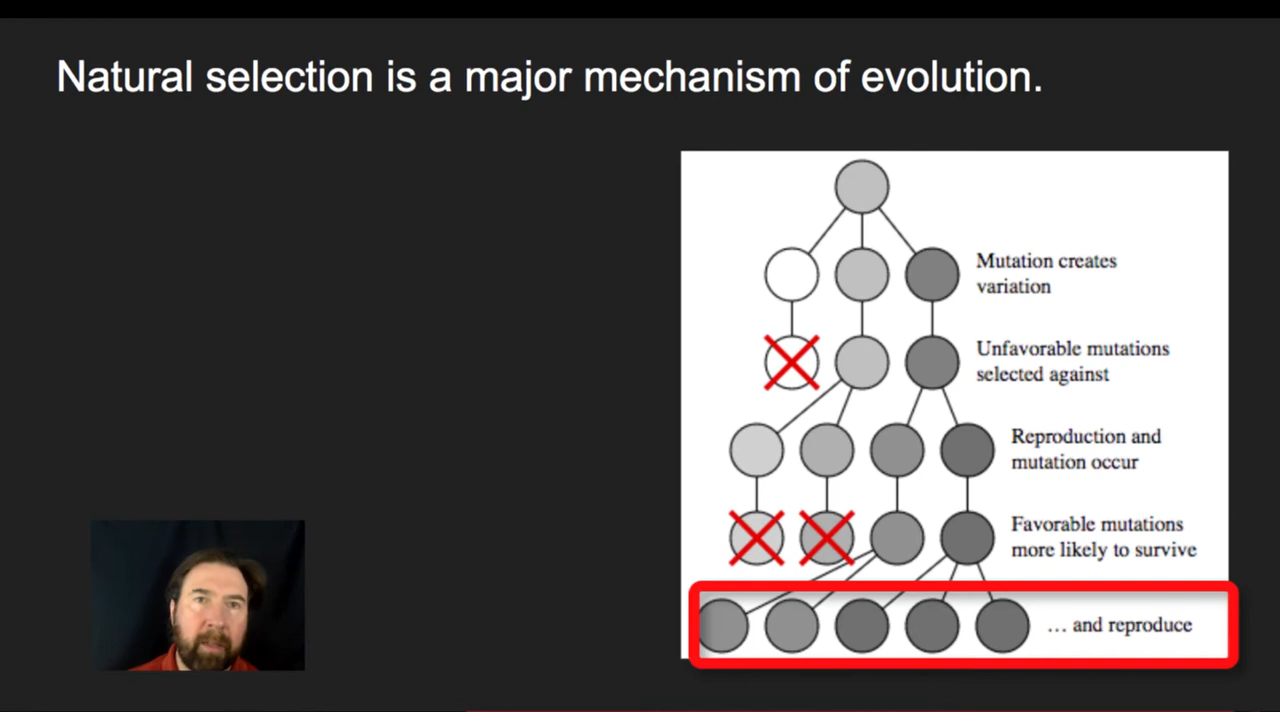 Natural selection is a major mechanism of evolution.
Mutation creates
variation
Unfavorable mutations
selected against
Reproduction and
mutation occur
Favorable mutations
more likely to survive
... and reproduce